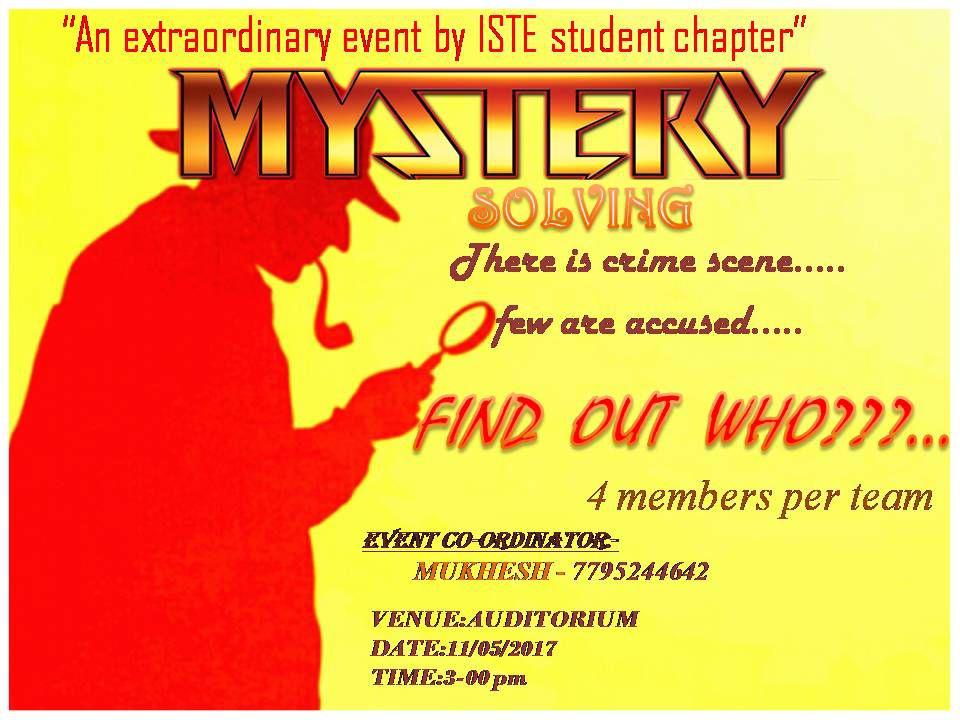 "An extraordinary event by ISTE student chapter"
MYSTERY
SOLVING
There is crime scene.....
few are accused.....
FIND OUT WHO???...
4 members per team
EVENT CO-ORDINATOR:-
MUKHESH - 7795244642
VENUE:AUDITORIUM
DATE:11/05/2017
TIME:3-00 pm